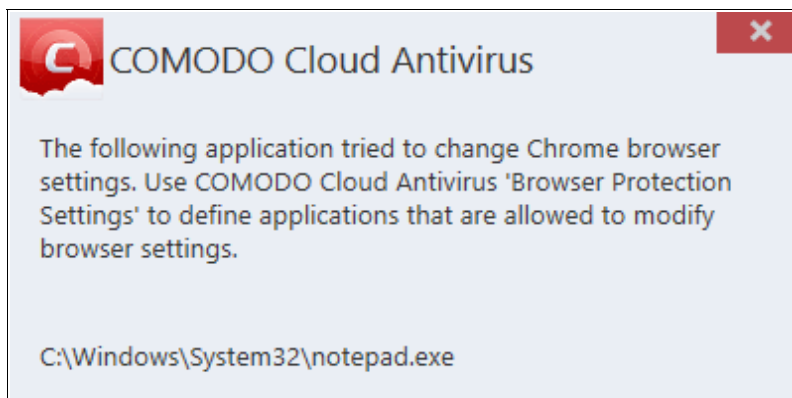 COMODO Cloud Antivirus
The following application tried to change Chrome browser
settings. Use COMODO Cloud Antivirus 'Browser Protection
Settings' to define applications that are allowed to modify
browser settings.
C:\Windows\System32\notepad.exe